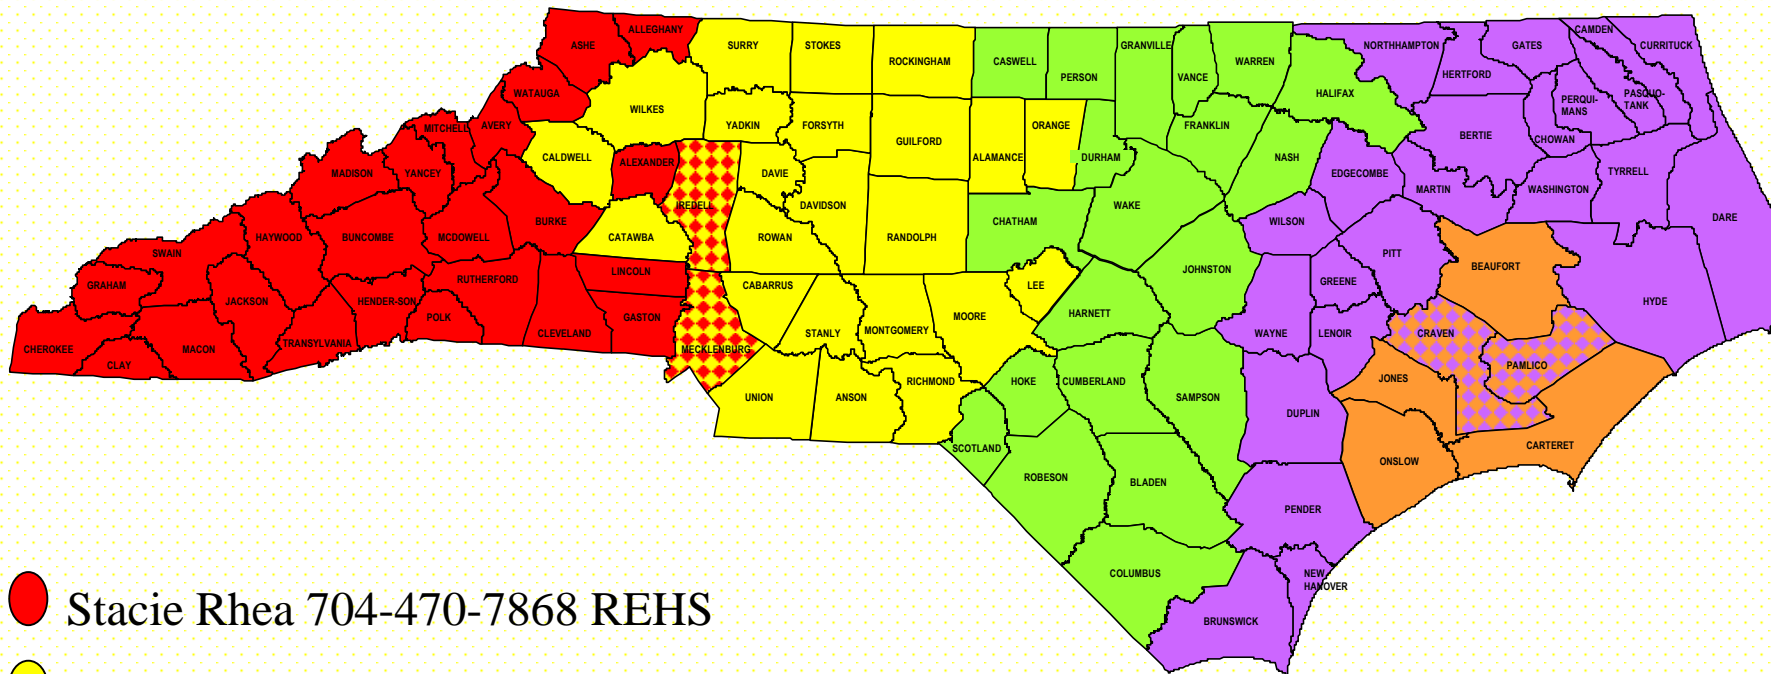 ALLEGHANY
ASHE
SURRY
STOKES
ROCKINGHAM
CASWELL
PERSON
GRANVILLE
VANCE
WARREN
NORTHHAMPTON
GATES
CAMDEN
CURRITUCK
HERTFORD
WATAUGA
WILKES
HALIFAX
PERQUI-
MANS
PASQUO-
TANK
MITCHELL
AVERY
YADKIN
FORSYTH
GUILFORD
ORANGE
FRANKLIN
BERTIE
CHOWAN
CALDWELL
ALEXANDER
ALAMANCE
DURHAM
NASH
MADISON
YANCEY
DAVIE
EDGECOMBE
TYRRELL
MARTIN
WASHINGTON
IREDELL
DAVIDSON
WAKE
BURKE
CHATHAM
WILSON
DARE
HAYWOOD
BUNCOMBE
MCDOWELL
CATAWBA
ROWAN
RANDOLPH
SWAIN
PITT
BEAUFORT
LINCOLN
JOHNSTON
GRAHAM
RUTHERFORD
CABARRUS
LEE
GREENE
JACKSON
HENDER-SON
HYDE
POLK
GASTON
MOORE
HARNETT
CLEVELAND
STANLY
MONTGOMERY
WAYNE
LENOIR
CRAVEN
CHEROKEE
MACON
TRANSYLVANIA
MECKLENBURG
CLAY
PAMLICO
RICHMOND
HOKE
CUMBERLAND
JONES
UNION
ANSON
SAMPSON
DUPLIN
SCOTLAND
CARTERET
ONSLOW
ROBESON
BLADEN
PENDER
COLUMBUS
NEW
HANOVER
BRUNSWICK
Stacie Rhea 704-470-7868 REHS